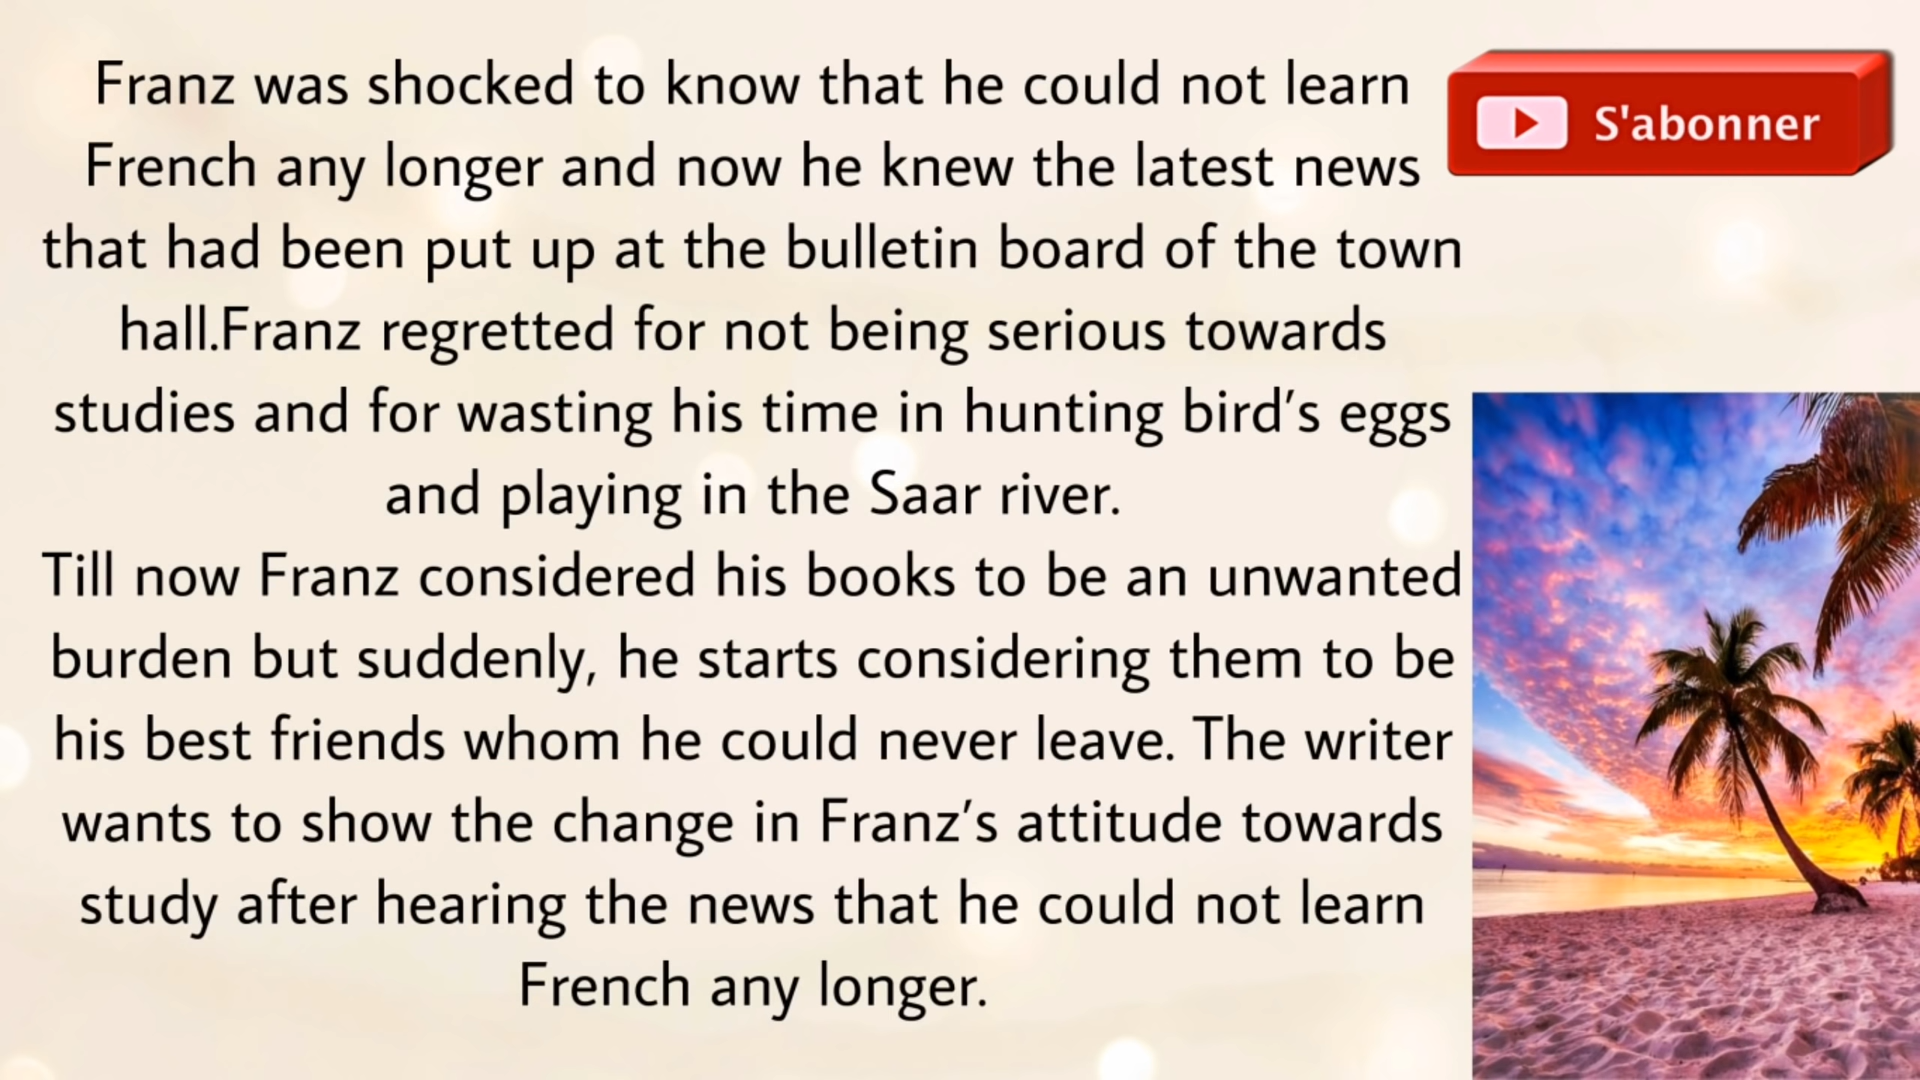 Franz was shocked to know that he could not learn
French any longer and now he knew the latest news
that had been put up at the bulletin board of the town
hall.Franz regretted for not being serious towards
studies and for wasting his time in hunting bird’s eggs
and playing in the Saar river.
Till now Franz considered his books to be an unwanted
burden but suddenly, he starts considering them to be
his best friends whom he could never leave. The writer
wants to show the change in Franz’s attitude towards
study after hearing the news that he could not learn
French any longer.
S'abonner